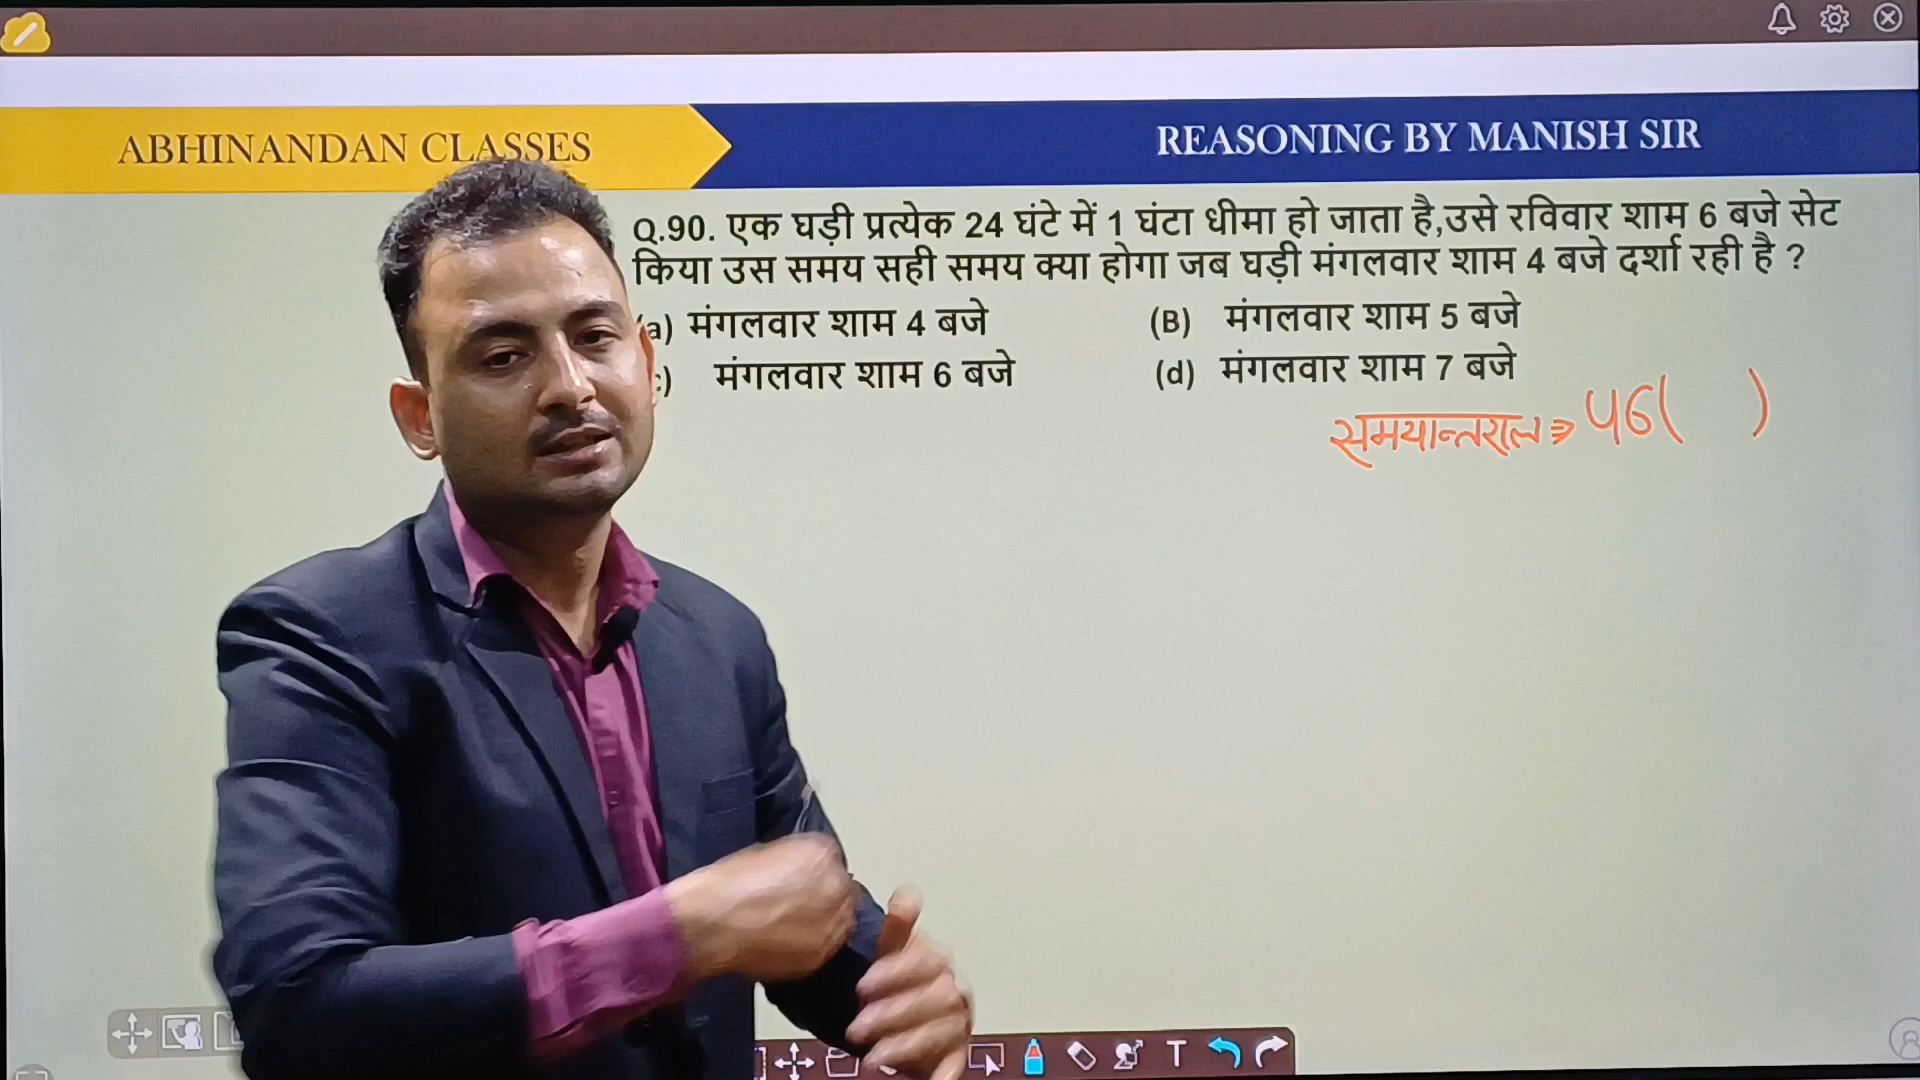 ABHINANDAN CLASSES
REASONING BY MANISH SIR
Q.90. एक घड़ी प्रत्येक 24 घंटे में 1 घंटा धीमा हो जाता है,उसे रविवार शाम 6 बजे सेट
किया उस समय सही समय क्या होगा जब घड़ी मंगलवार शाम 4 बजे दर्शा रही है ?
a) मंगलवार शाम 4 बजे (B) मंगलवार शाम 5 बजे
) मंगलवार शाम 6 बजे (d) मंगलवार शाम 7 बजे
समयान्तराल ⇒ 46( )
T